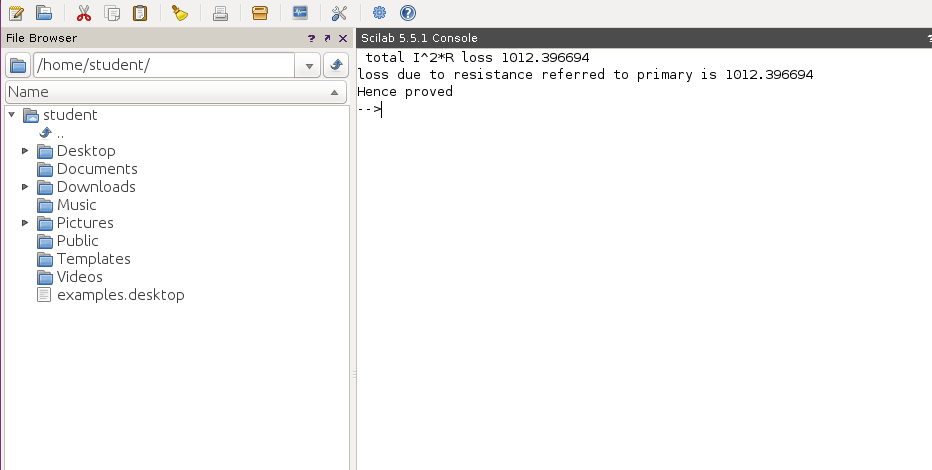 File Browser
? ↗ ✕
Scilab 5.5.1 Console
?
/home/student/
Name
student
..
Desktop
Documents
Downloads
Music
Pictures
Public
Templates
Videos
examples.desktop
total I^2*R loss 1012.396694
loss due to resistance referred to primary is 1012.396694
Hence proved
-->